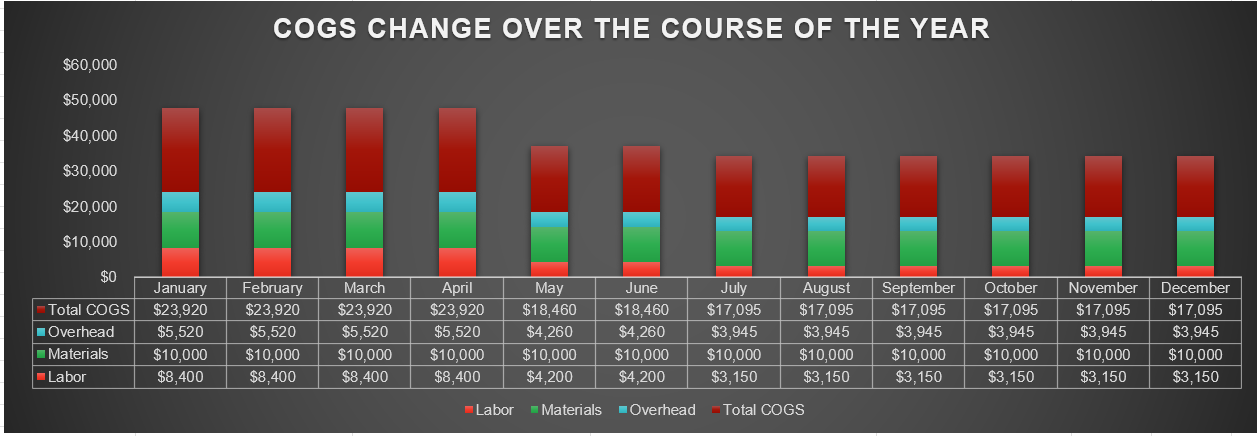 COGS CHANGE OVER THE COURSE OF THE YEAR
$60,000
$50,000
$40,000
$30,000
$20,000
$10,000
$0
January February March April May June July August September October November December
Total COGS $23,920 $23,920 $23,920 $23,920 $18,460 $18,460 $17,095 $17,095 $17,095 $17,095 $17,095 $17,095
Overhead $5,520 $5,520 $5,520 $5,520 $4,260 $4,260 $3,945 $3,945 $3,945 $3,945 $3,945 $3,945
Materials $10,000 $10,000 $10,000 $10,000 $10,000 $10,000 $10,000 $10,000 $10,000 $10,000 $10,000 $10,000
Labor $8,400 $8,400 $8,400 $8,400 $4,200 $4,200 $3,150 $3,150 $3,150 $3,150 $3,150 $3,150
Labor Materials Overhead Total COGS